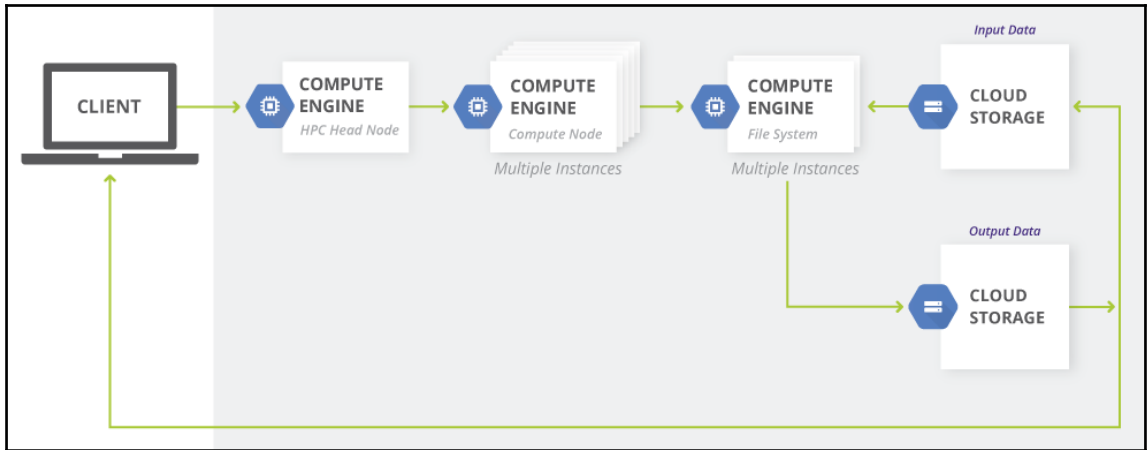 Input Data
CLIENT
COMPUTE
ENGINE
HPC Head Node
COMPUTE
ENGINE
Compute Node
Multiple Instances
COMPUTE
ENGINE
File System
Multiple Instances
CLOUD
STORAGE
Output Data
CLOUD
STORAGE